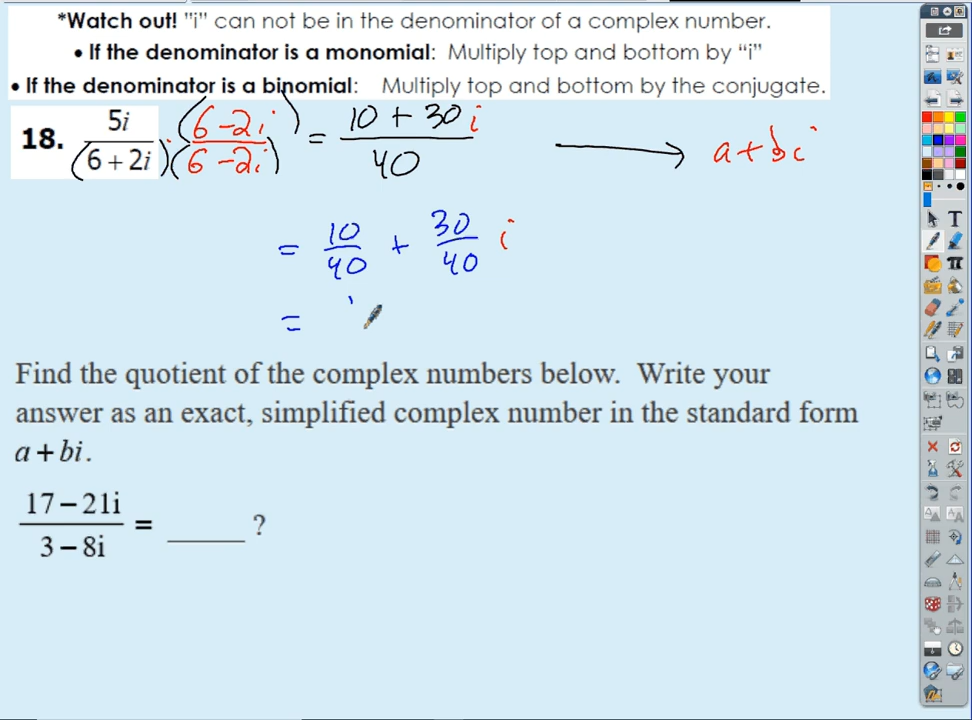 *Watch out! "i" can not be in the denominator of a complex number.
• If the denominator is a monomial: Multiply top and bottom by “i”
• If the denominator is a binomial: Multiply top and bottom by the conjugate.
18. 5i/(6 + 2i) (6 - 2i)/(6 - 2i) = (10 + 30i)/40 → a + bi
= 10/40 + 30/40 i
=
Find the quotient of the complex numbers below. Write your
answer as an exact, simplified complex number in the standard form
a + bi.
(17 – 21i)/(3 – 8i) = _____ ?